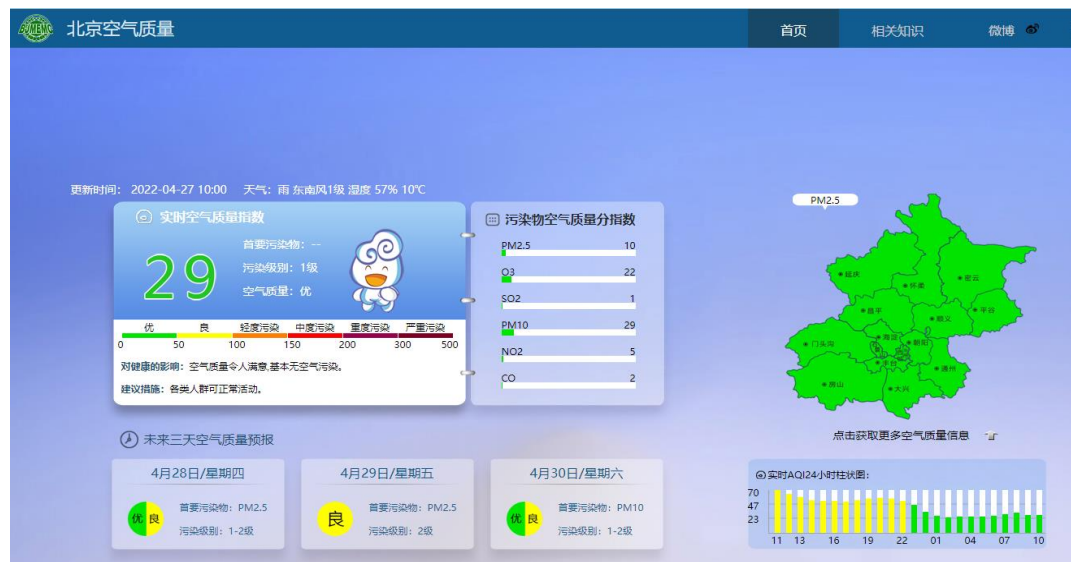 北京空气质量
首页
相关知识
微博
更新时间： 2022-04-27 10:00 天气：雨 东南风1级 湿度 57% 10℃
实时空气质量指数
29
首要污染物：--
污染级别：1级
空气质量：优
优 良 轻度污染 中度污染 重度污染 严重污染
0 50 100 150 200 300 500
对健康的影响：空气质量令人满意,基本无空气污染。
建议措施：各类人群可正常活动。
污染物空气质量分指数
PM2.5 10
O3 22
SO2 1
PM10 29
NO2 5
CO 2
PM2.5
延庆
怀柔
密云
昌平
顺义
平谷
门头沟
海淀
朝阳
丰台
通州
房山
大兴
点击获取更多空气质量信息
未来三天空气质量预报
4月28日/星期四
优 良
首要污染物：PM2.5
污染级别：1-2级
4月29日/星期五
良
首要污染物：PM2.5
污染级别：2级
4月30日/星期六
优 良
首要污染物：PM10
污染级别：1-2级
实时AQI24小时柱状图：
70
47
23
11 13 16 19 22 01 04 07 10